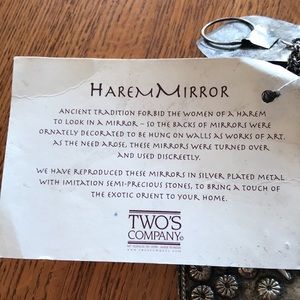 HAREM MIRROR
ANCIENT TRADITION FORBID THE WOMEN OF A HAREM
TO LOOK IN A MIRROR – SO THE BACKS OF MIRRORS WERE
ORNATELY DECORATED TO BE HUNG ON WALLS AS WORKS OF ART.
AS THE NEED AROSE, THESE MIRRORS WERE TURNED OVER
AND USED DISCREETLY.
WE HAVE REPRODUCED THESE MIRRORS IN SILVER PLATED METAL
WITH IMITATION SEMI-PRECIOUS STONES, TO BRING A TOUCH OF
THE EXOTIC ORIENT TO YOUR HOME.
TWO'S
COMPANY